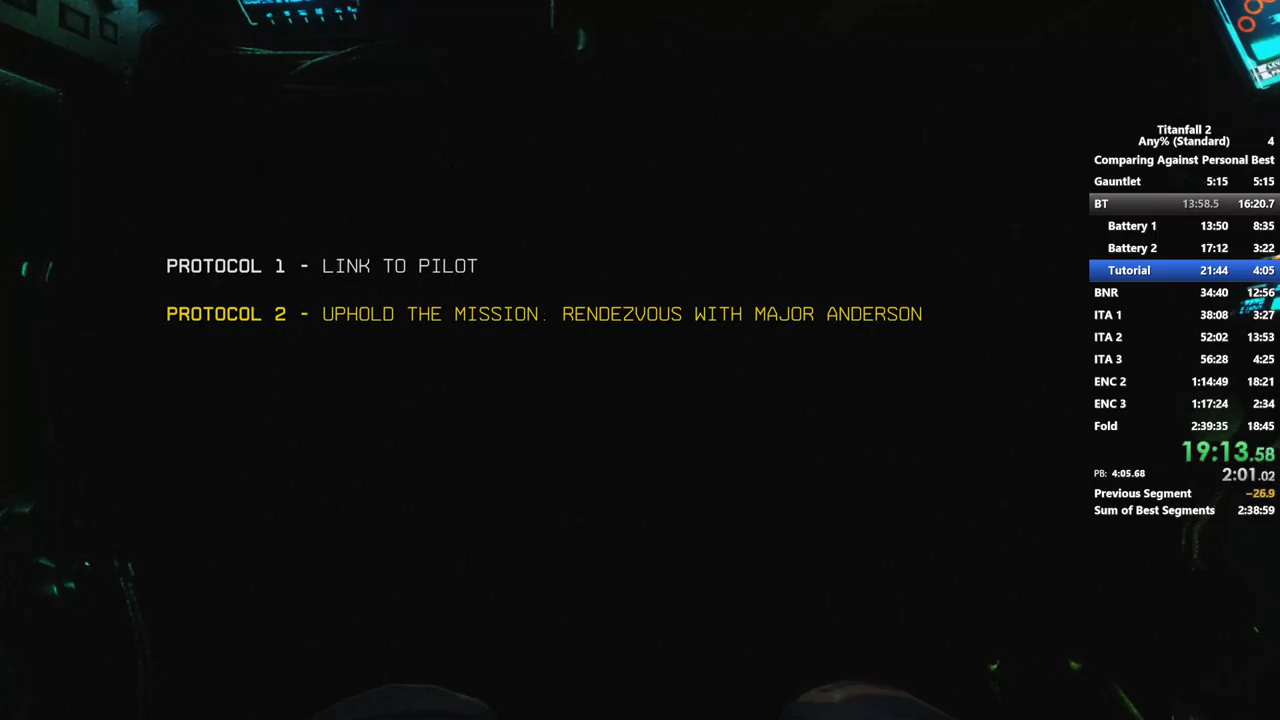 PROTOCOL 1 - LINK TO PILOT
PROTOCOL 2 - UPHOLD THE MISSION: RENDEZVOUS WITH MAJOR ANDERSON
Titanfall 2
Any% (Standard) 4
Comparing Against Personal Best
Gauntlet 5:15 5:15
BT 13:58.5 16:20.7
Battery 1 13:50 8:35
Battery 2 17:12 3:22
Tutorial 21:44 4:05
BNR 34:40 12:56
ITA 1 38:08 3:27
ITA 2 52:02 13:53
ITA 3 56:28 4:25
ENC 2 1:14:49 18:21
ENC 3 1:17:24 2:34
Fold 2:39:35 18:45
19:13.58
PB: 4:05.68 2:01.02
Previous Segment -26.9
Sum of Best Segments 2:38:59